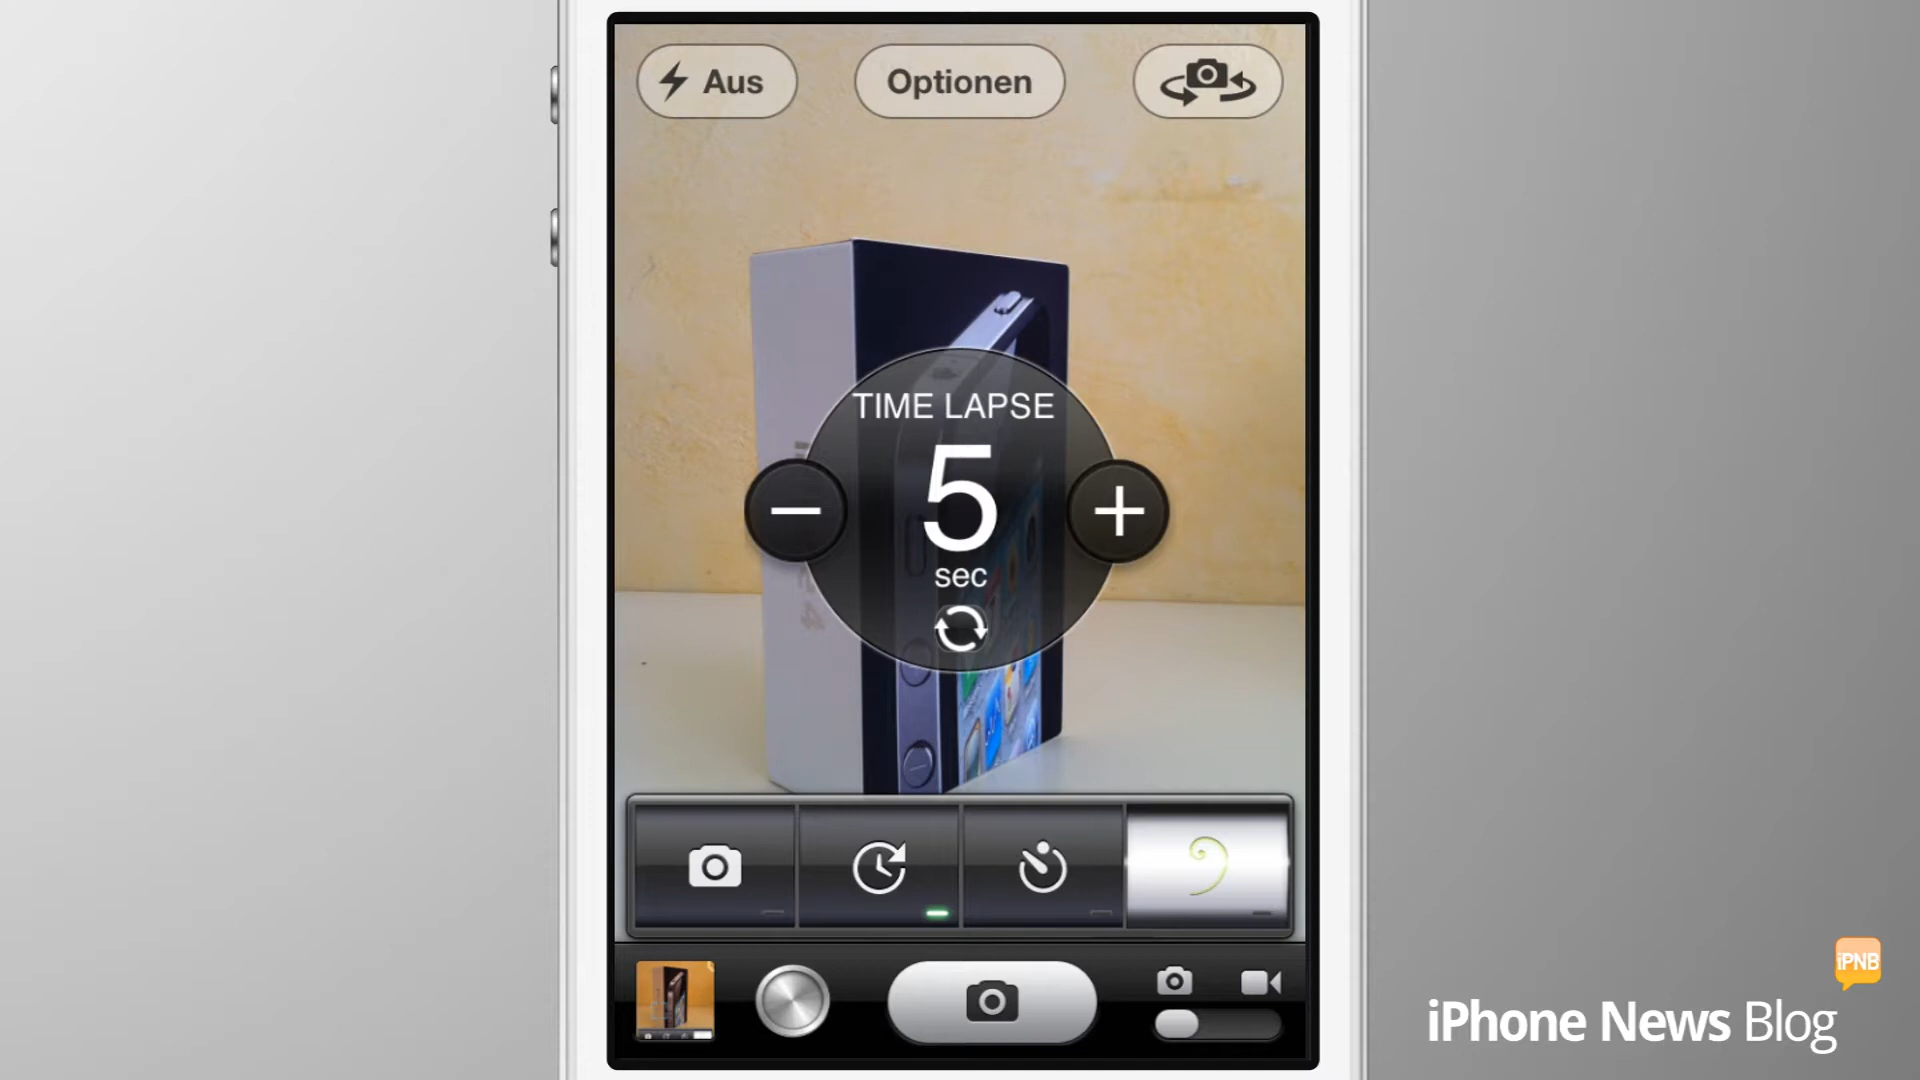 Aus
Optionen
TIME LAPSE
5
sec
iPNB
iPhone News Blog